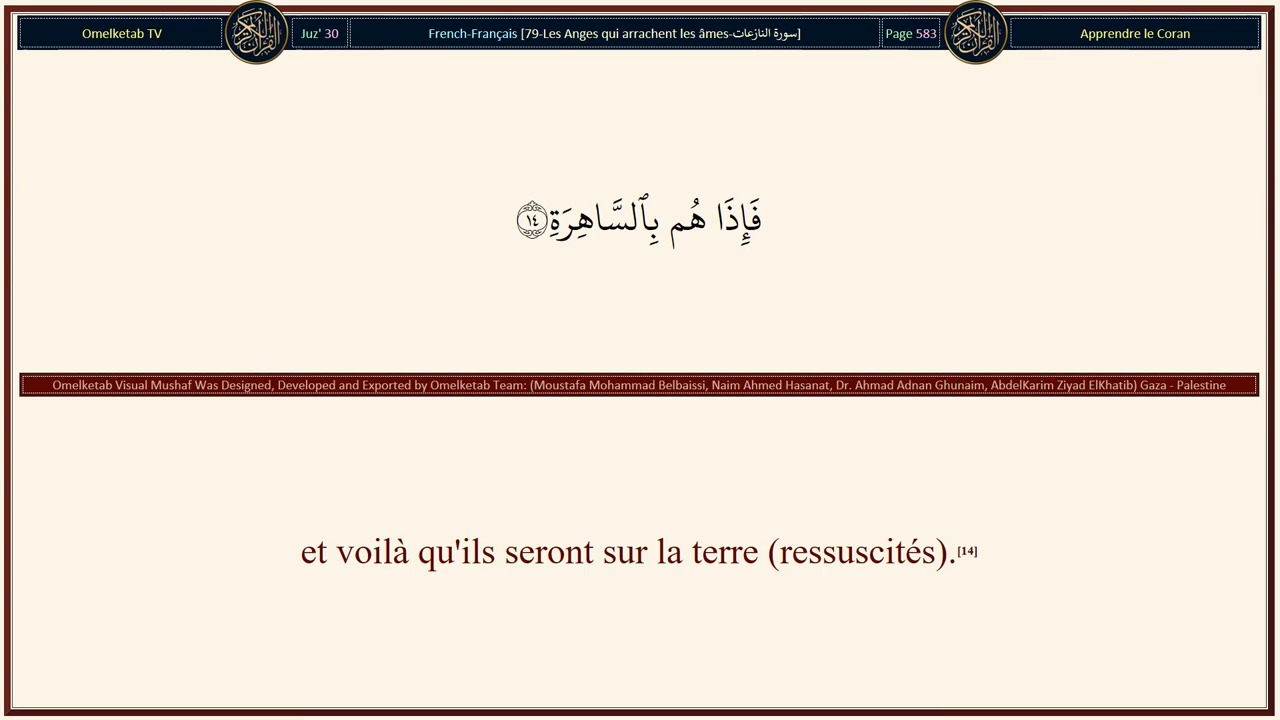 Omelketab TV
Juz' 30
French-Français [79-Les Anges qui arrachent les âmes-سورة النازعات]
Page 583
Apprendre le Coran
فَإِذَا هُم بِٱلسَّاهِرَةِ ١٤
Omelketab Visual Mushaf Was Designed, Developed and Exported by Omelketab Team: (Moustafa Mohammad Belbaissi, Naim Ahmed Hasanat, Dr. Ahmad Adnan Ghunaim, AbdelKarim Ziyad ElKhatib) Gaza - Palestine
et voilà qu'ils seront sur la terre (ressuscités).[14]